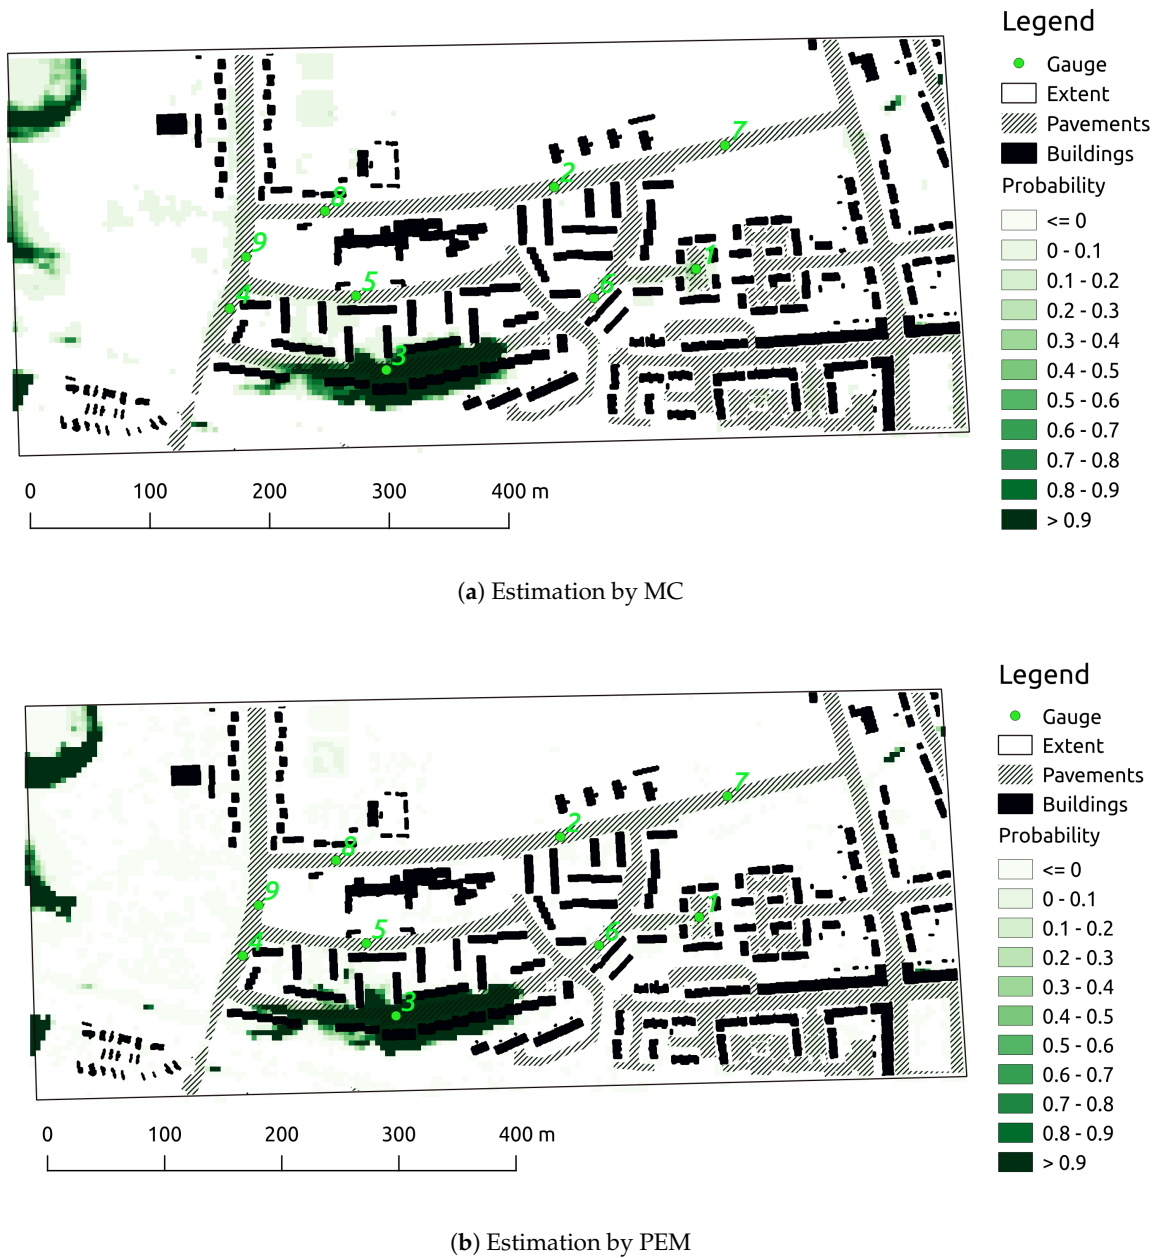 Legend
Gauge
Extent
Pavements
Buildings
Probability
<= 0
0 - 0.1
0.1 - 0.2
0.2 - 0.3
0.3 - 0.4
0.4 - 0.5
0.5 - 0.6
0.6 - 0.7
0.7 - 0.8
0.8 - 0.9
> 0.9
7
2
8
9
1
6
5
4
3
0 100 200 300 400 m
(a) Estimation by MC
Legend
Gauge
Extent
Pavements
Buildings
Probability
<= 0
0 - 0.1
0.1 - 0.2
0.2 - 0.3
0.3 - 0.4
0.4 - 0.5
0.5 - 0.6
0.6 - 0.7
0.7 - 0.8
0.8 - 0.9
> 0.9
7
2
8
9
1
5
6
4
3
0 100 200 300 400 m
(b) Estimation by PEM